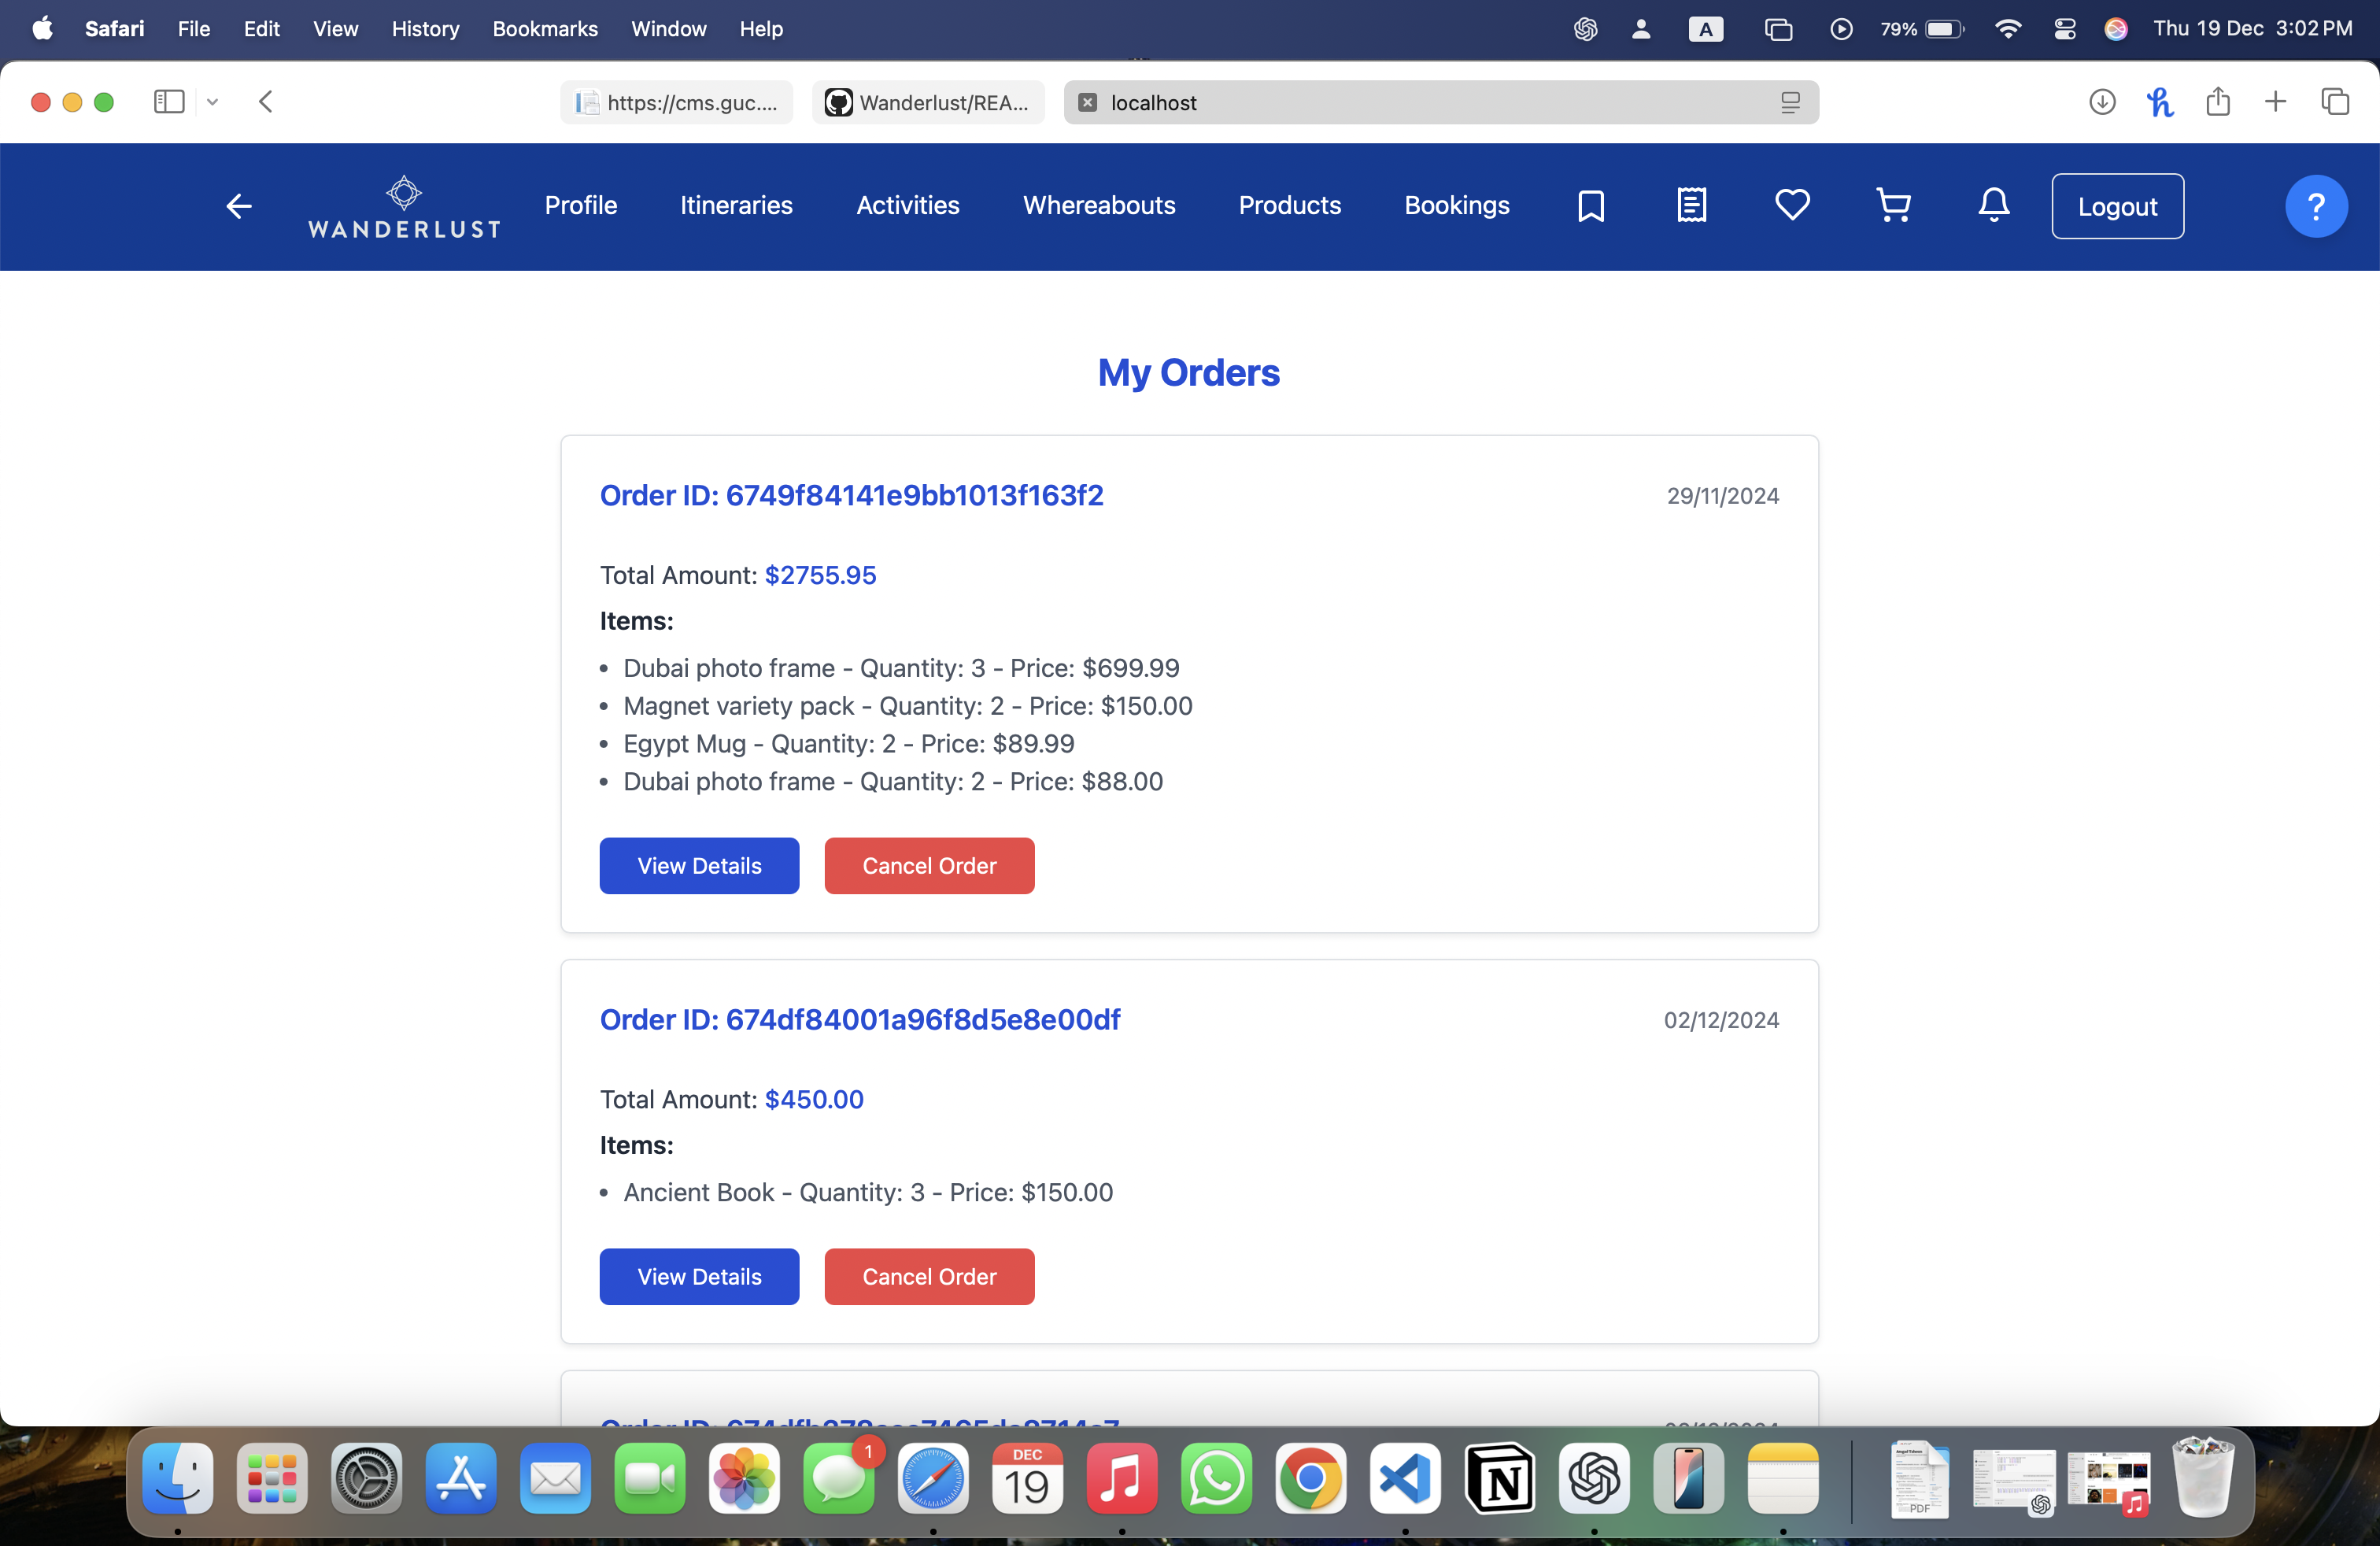 Safari File Edit View History Bookmarks Window Help A 79% Thu 19 Dec 3:02 PM
https://cms.guc.... Wanderlust/REA... localhost
WANDERLUST Profile Itineraries Activities Whereabouts Products Bookings Logout ?
My Orders
Order ID: 6749f84141e9bb1013f163f2 29/11/2024
Total Amount: $2755.95
Items:
• Dubai photo frame - Quantity: 3 - Price: $699.99
• Magnet variety pack - Quantity: 2 - Price: $150.00
• Egypt Mug - Quantity: 2 - Price: $89.99
• Dubai photo frame - Quantity: 2 - Price: $88.00
View Details Cancel Order
Order ID: 674df84001a96f8d5e8e00df 02/12/2024
Total Amount: $450.00
Items:
• Ancient Book - Quantity: 3 - Price: $150.00
View Details Cancel Order
Order ID:
1
DEC
19
PDF